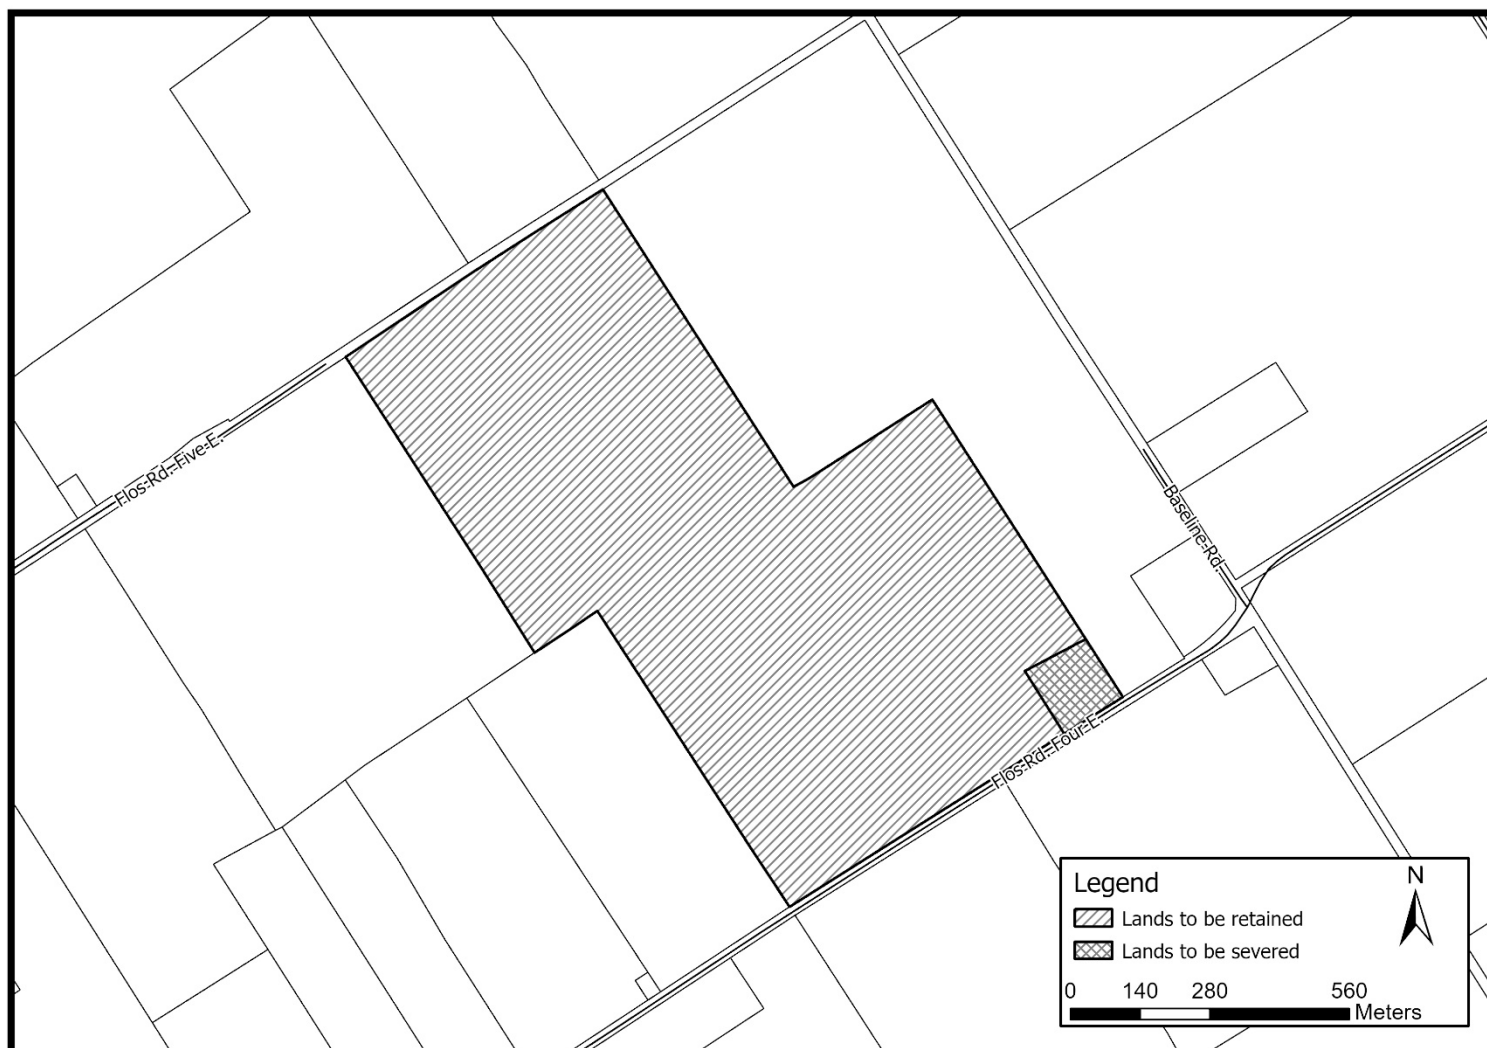 Flos Rd. Five E.
Baseline Rd.
Flos Rd. Four E.
Legend
N
Lands to be retained
Lands to be severed
0 140 280 560
Meters